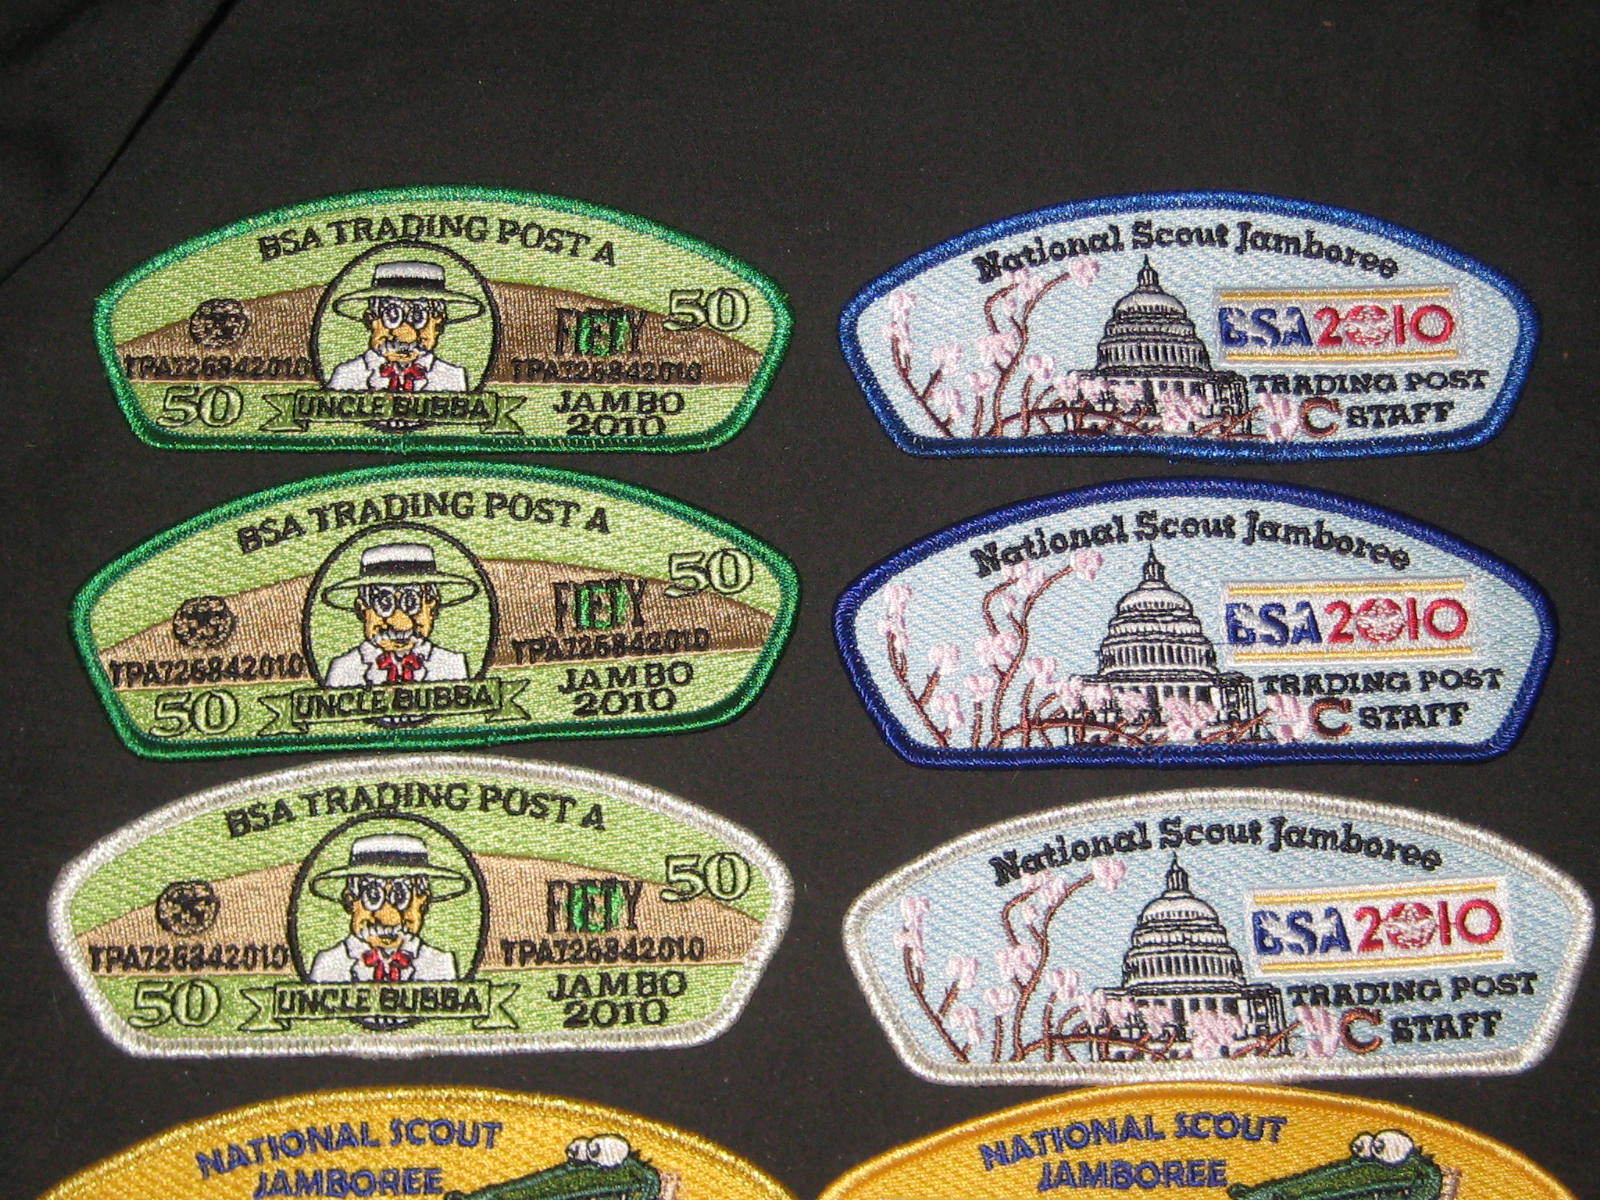 BSA TRADING POST A
50
FIFTY
TPA726842010 TPA726842010
50 UNCLE BUBBA JAMBO
2010
National Scout Jamboree
BSA2010
TRADING POST
C STAFF
BSA TRADING POST A
50
FIFTY
TPA726842010 TPA726842010
50 UNCLE BUBBA JAMBO
2010
National Scout Jamboree
BSA2010
TRADING POST
C STAFF
BSA TRADING POST A
50
FIFTY
TPA726842010 TPA726842010
50 UNCLE BUBBA JAMBO
2010
National Scout Jamboree
BSA2010
TRADING POST
C STAFF
NATIONAL SCOUT
JAMBOREE
NATIONAL SCOUT
JAMBOREE